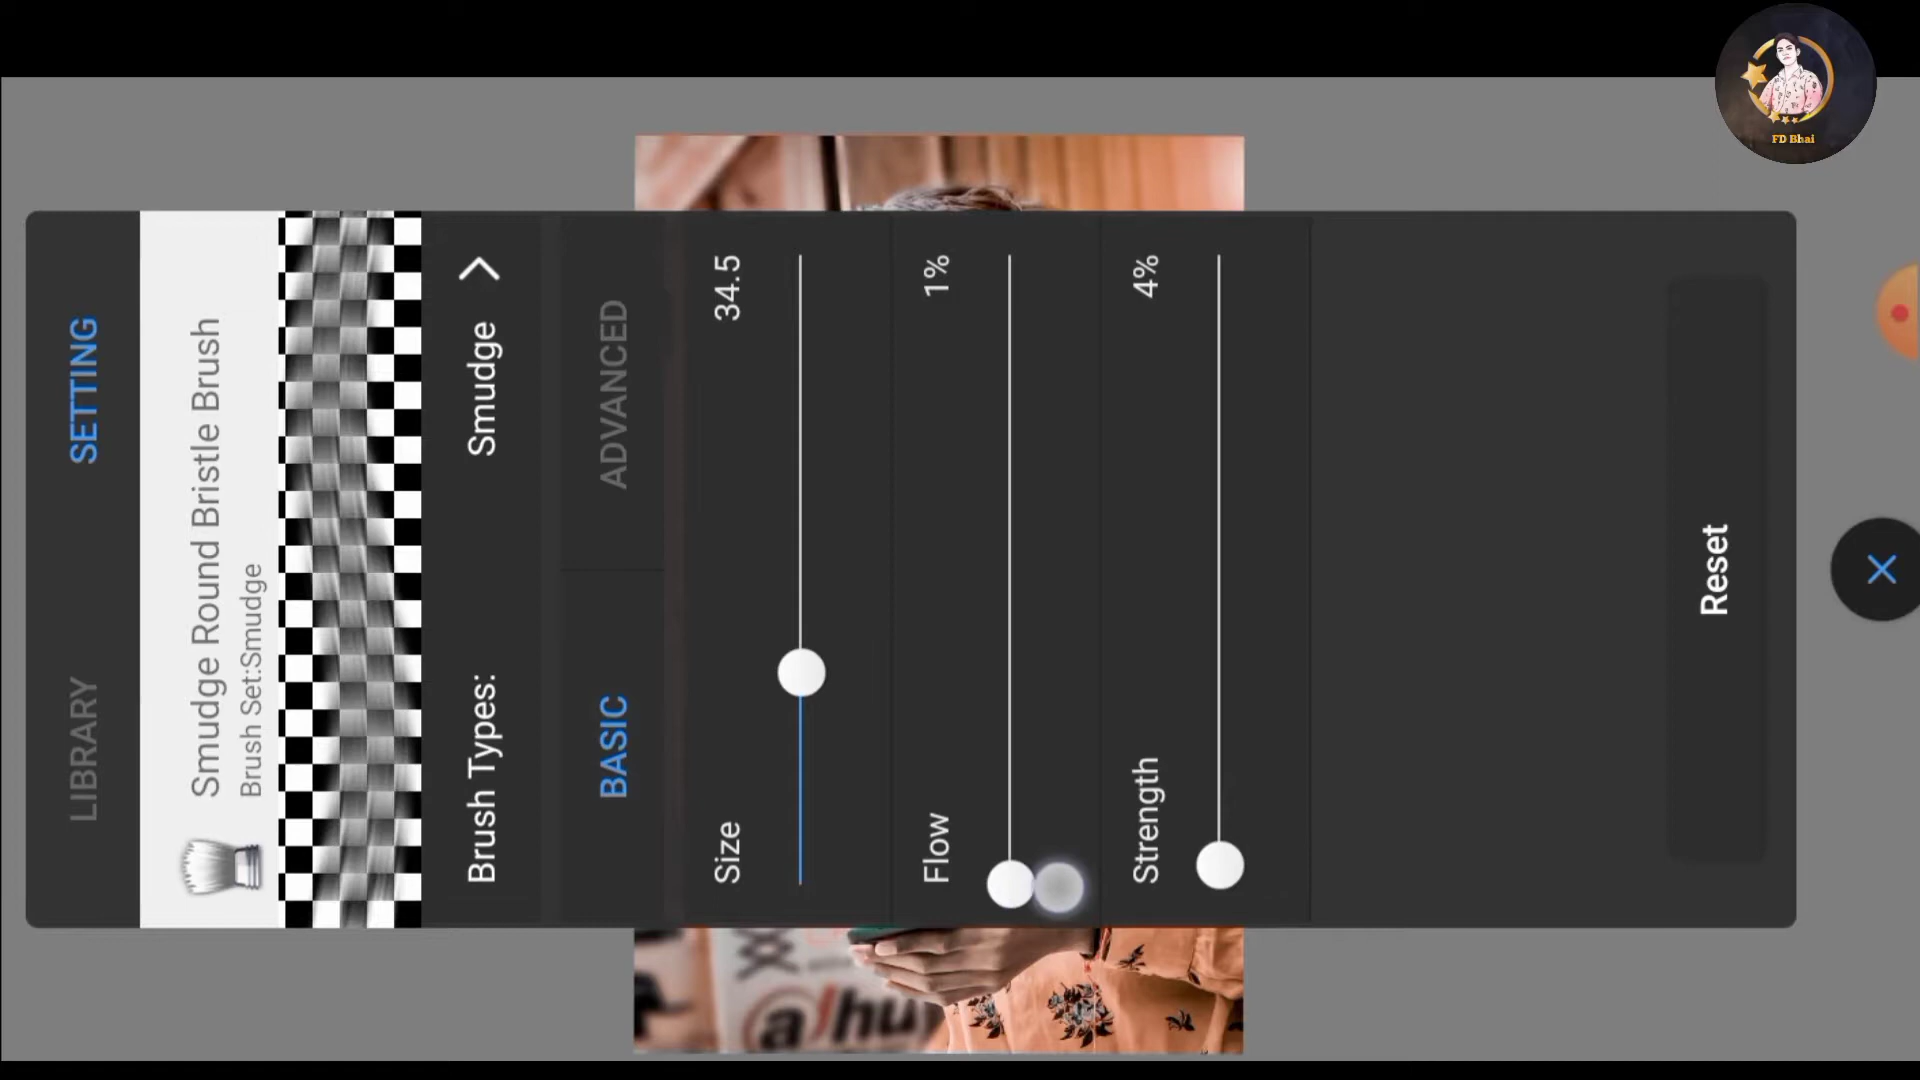 FD Bhai
LIBRARY SETTING
Smudge Round Bristle Brush
Brush Set:Smudge
Brush Types: Smudge
BASIC ADVANCED
Size 34.5
Flow 1%
Strength 4%
Reset
alhu